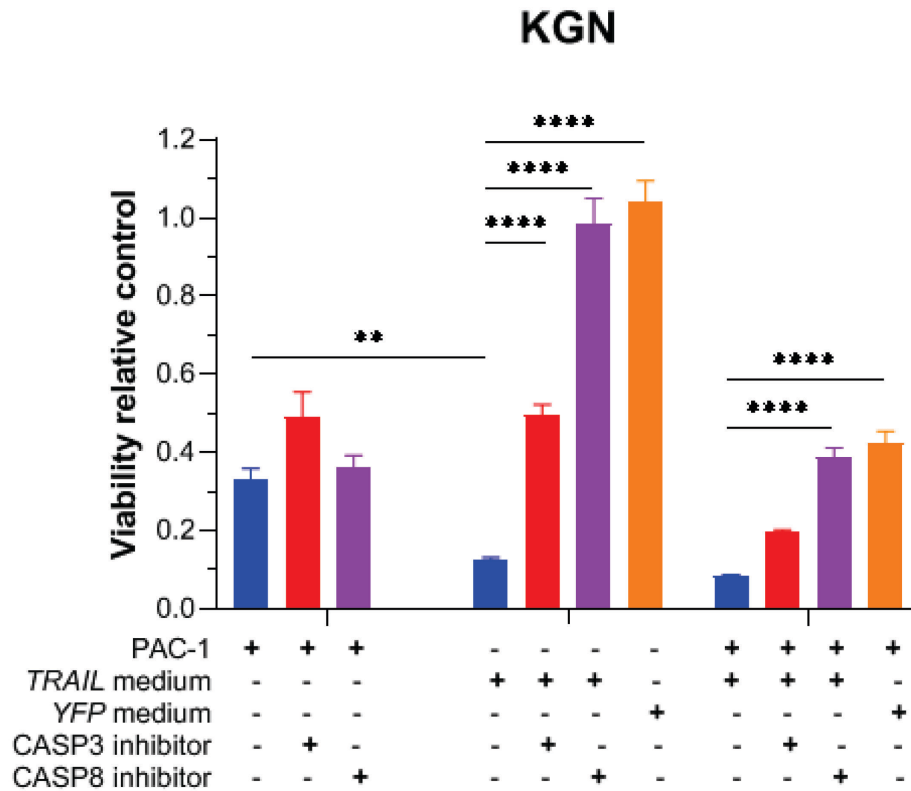 KGN
Viability relative control
1.2
1.0
0.8
0.6
0.4
0.2
0.0
**
****
****
****
****
****
PAC-1 + + + - - - - + + + +
TRAIL medium - - - + + + - + + + -
YFP medium - - - - - - + - - - +
CASP3 inhibitor - + - - + - - - + - -
CASP8 inhibitor - - + - - + - - - + -